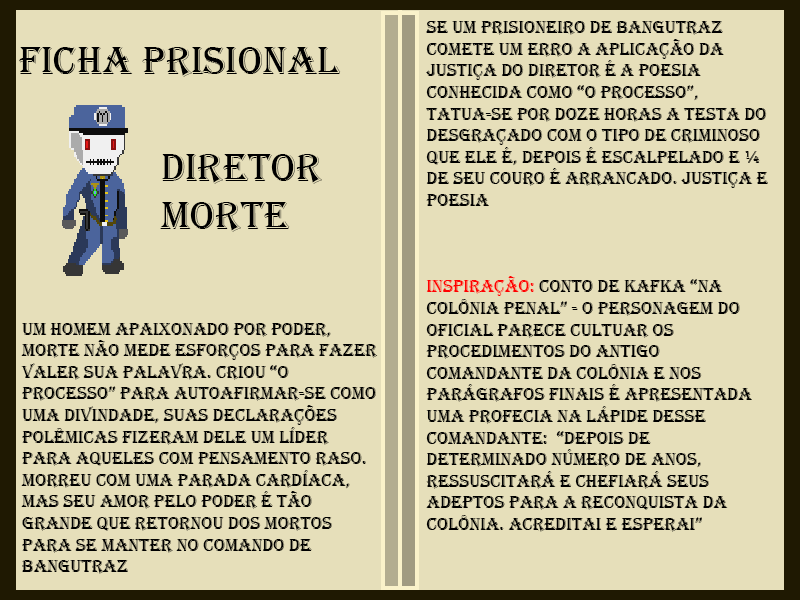 FICHA PRISIONAL
DIRETOR
MORTE
UM HOMEM APAIXONADO POR PODER,
MORTE NÃO MEDE ESFORÇOS PARA FAZER
VALER SUA PALAVRA. CRIOU “O
PROCESSO” PARA AUTOAFIRMAR-SE COMO
UMA DIVINDADE, SUAS DECLARAÇÕES
POLÊMICAS FIZERAM DELE UM LÍDER
PARA AQUELES COM PENSAMENTO RASO.
MORREU COM UMA PARADA CARDÍACA,
MAS SEU AMOR PELO PODER É TÃO
GRANDE QUE RETORNOU DOS MORTOS
PARA SE MANTER NO COMANDO DE
BANGUTRAZ
SE UM PRISIONEIRO DE BANGUTRAZ
COMETE UM ERRO A APLICAÇÃO DA
JUSTIÇA DO DIRETOR É A POESIA
CONHECIDA COMO “O PROCESSO”,
TATUA-SE POR DOZE HORAS A TESTA DO
DESGRAÇADO COM O TIPO DE CRIMINOSO
QUE ELE É, DEPOIS É ESCALPELADO E ¼
DE SEU COURO É ARRANCADO. JUSTIÇA E
POESIA
INSPIRAÇÃO: CONTO DE KAFKA “NA
COLÔNIA PENAL” - O PERSONAGEM DO
OFICIAL PARECE CULTUAR OS
PROCEDIMENTOS DO ANTIGO
COMANDANTE DA COLÔNIA E NOS
PARÁGRAFOS FINAIS É APRESENTADA
UMA PROFECIA NA LÁPIDE DESSE
COMANDANTE: “DEPOIS DE
DETERMINADO NÚMERO DE ANOS,
RESSUSCITARÁ E CHEFIARÁ SEUS
ADEPTOS PARA A RECONQUISTA DA
COLÔNIA. ACREDITAI E ESPERAI”